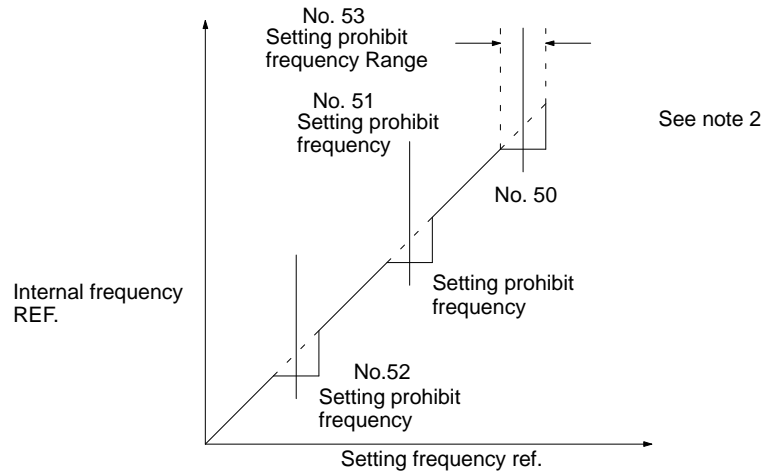 No. 53
Setting prohibit
frequency Range
No. 51
Setting prohibit
frequency
See note 2
No. 50
Setting prohibit
frequency
Internal frequency
REF.
No.52
Setting prohibit
frequency
Setting frequency ref.